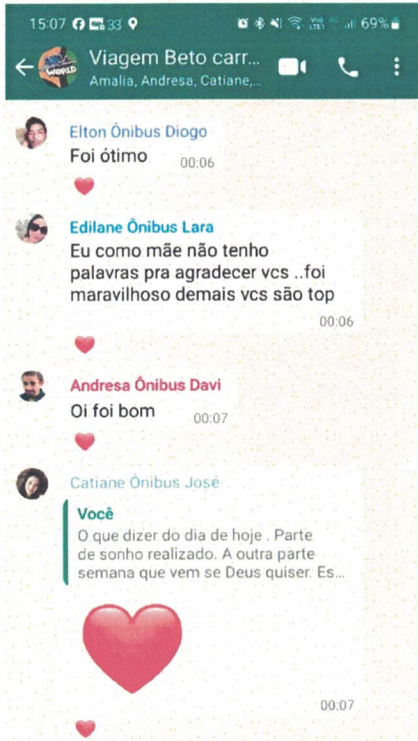 15:07 33° 69%
Viagem Beto carr...
WORLD
Amalia, Andresa, Catiane,...
Elton Ônibus Diogo
Foi ótimo 00:06
Edilane Ônibus Lara
Eu como mãe não tenho
palavras pra agradecer vcs ..foi
maravilhoso demais vcs são top
00:06
Andresa Ônibus Davi
Oi foi bom 00:07
Catiane Ônibus José
Você
O que dizer do dia de hoje . Parte
de sonho realizado. A outra parte
semana que vem se Deus quiser. Es...
00:07